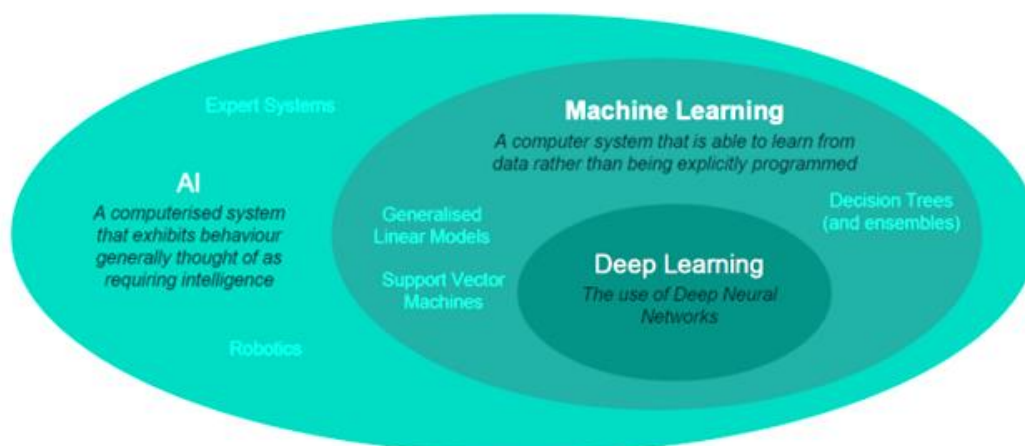 Expert Systems
AI
A computerised system
that exhibits behaviour
generally thought of as
requiring intelligence
Robotics
Machine Learning
A computer system that is able to learn from
data rather than being explicitly programmed
Generalised
Linear Models
Support Vector
Machines
Decision Trees
(and ensembles)
Deep Learning
The use of Deep Neural
Networks